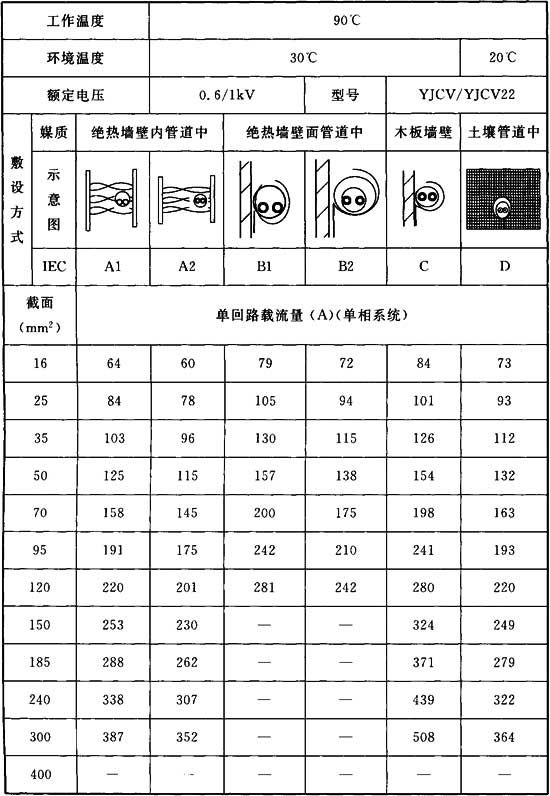 工作温度 90℃
环境温度 30℃ 20℃
额定电压 0.6/1kV 型号 YJCV/YJCV22
敷设方式 媒质 绝热墙壁内管道中 绝热墙壁面管道中 木板墙壁 土壤管道中
示意图
IEC A1 A2 B1 B2 C D
截面(mm²) 单回路载流量(A)(单相系统)
16 64 60 79 72 84 73
25 84 78 105 94 101 93
35 103 96 130 115 126 112
50 125 115 157 138 154 132
70 158 145 200 175 198 163
95 191 175 242 210 241 193
120 220 201 281 242 280 220
150 253 230 — — 324 249
185 288 262 — — 371 279
240 338 307 — — 439 322
300 387 352 — — 508 364
400 — — — — — —